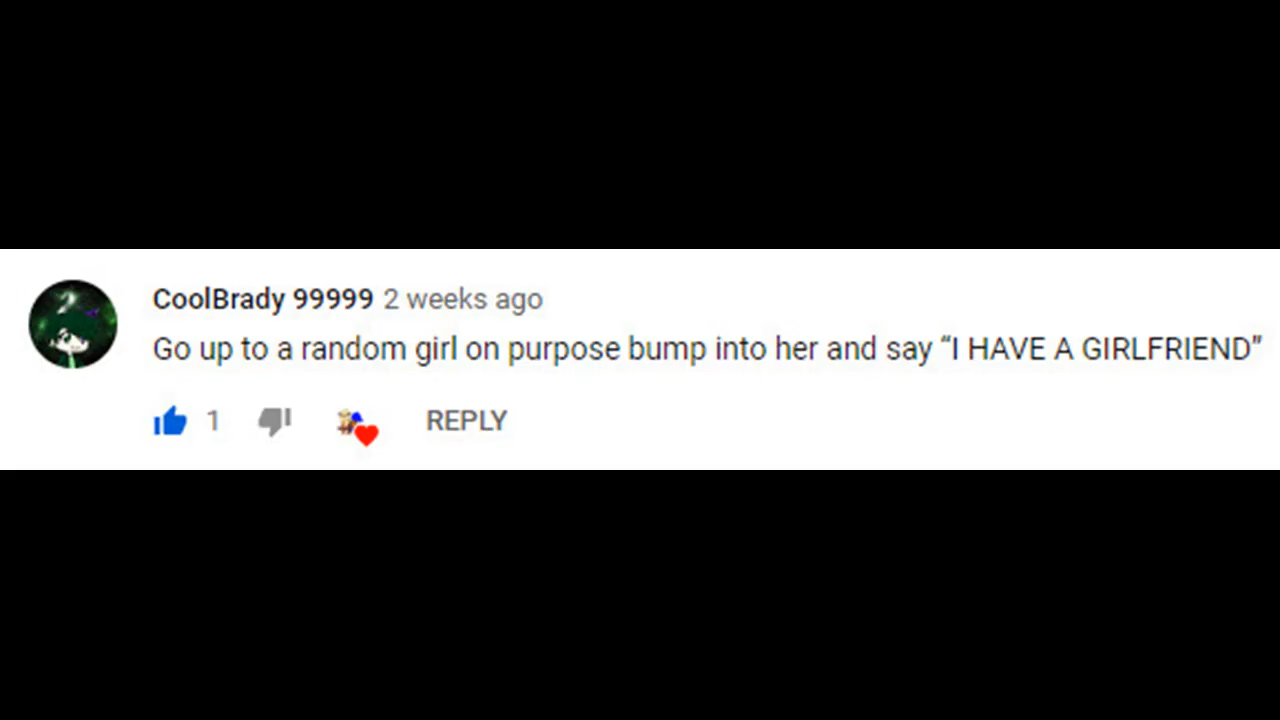 CoolBrady 99999 2 weeks ago
Go up to a random girl on purpose bump into her and say “I HAVE A GIRLFRIEND”
1 REPLY